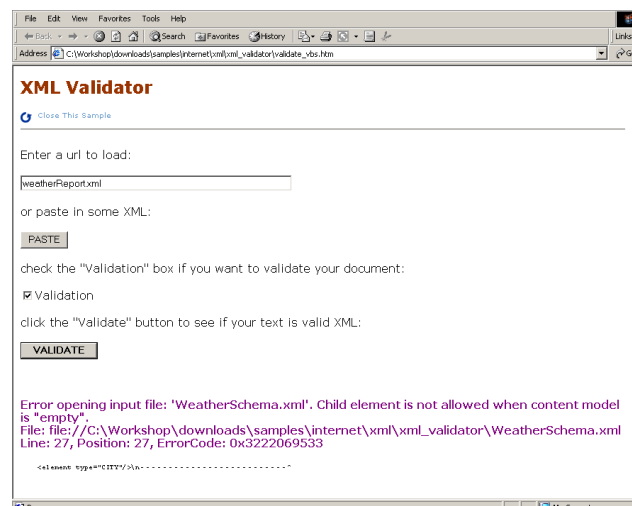 File Edit View Favorites Tools Help
Back Search Favorites History Links
Address C:\Workshop\downloads\samples\internet\xml\xml_validator\validate_vbs.htm G
XML Validator
Close This Sample
Enter a url to load:
weatherReport.xml
or paste in some XML:
PASTE
check the "Validation" box if you want to validate your document:
Validation
click the "Validate" button to see if your text is valid XML:
VALIDATE
Error opening input file: 'WeatherSchema.xml'. Child element is not allowed when content model
is "empty".
File: file://C:\Workshop\downloads\samples\internet\xml\xml_validator\WeatherSchema.xml
Line: 27, Position: 27, ErrorCode: 0x3222069533
<element type="CITY"/>\n--------------------------^